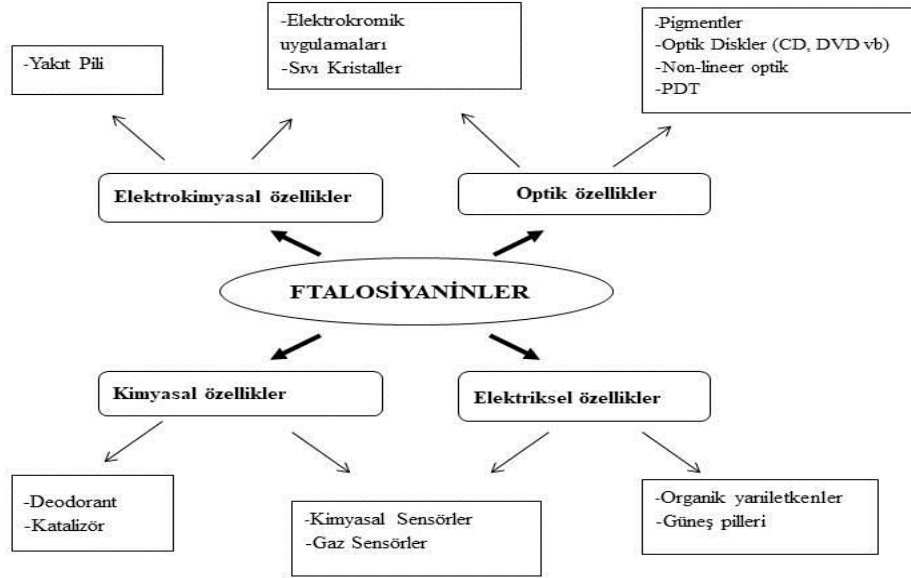 -Elektrokromik
uygulamaları
-Sıvı Kristaller
-Pigmentler
-Optik Diskler (CD, DVD vb)
-Non-lineer optik
-PDT
-Yakıt Pili
Elektrokimyasal özellikler
Optik özellikler
FTALOSİYANİNLER
Kimyasal özellikler
Elektriksel özellikler
-Deodorant
-Katalizör
-Kimyasal Sensörler
-Gaz Sensörler
-Organik yarıiletkenler
-Güneş pilleri